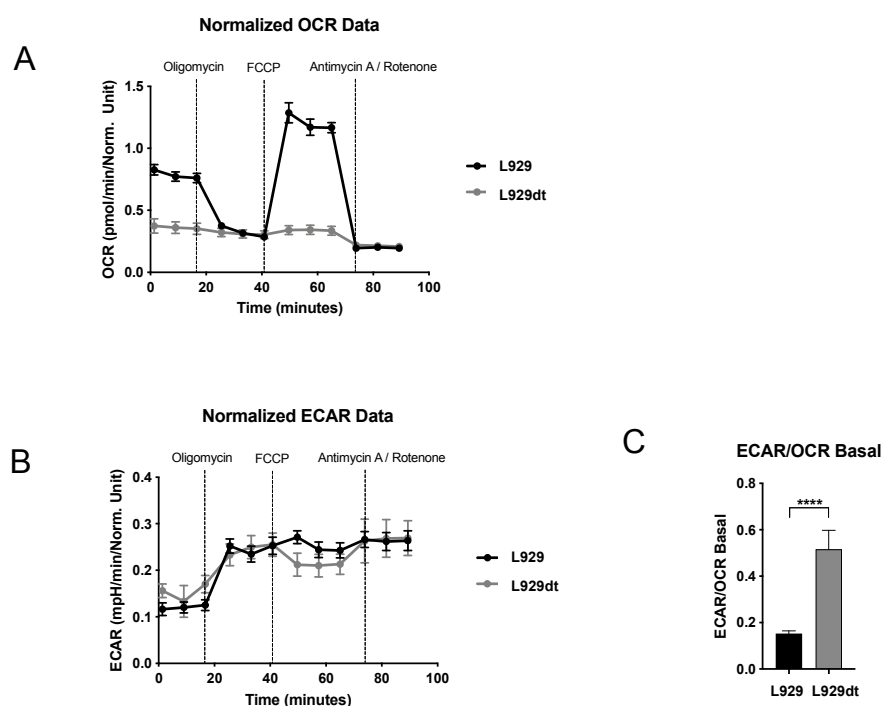 A
Normalized OCR Data
Oligomycin FCCP Antimycin A / Rotenone
OCR (pmol/min/Norm. Unit)
1.5
1.0
0.5
0.0
0 20 40 60 80 100
Time (minutes)
L929
L929dt
B
Normalized ECAR Data
Oligomycin FCCP Antimycin A / Rotenone
ECAR (mpH/min/Norm. Unit)
0.4
0.3
0.2
0.1
0.0
0 20 40 60 80 100
Time (minutes)
L929
L929dt
C
ECAR/OCR Basal
ECAR/OCR Basal
0.8
0.6
0.4
0.2
0.0
****
L929 L929dt